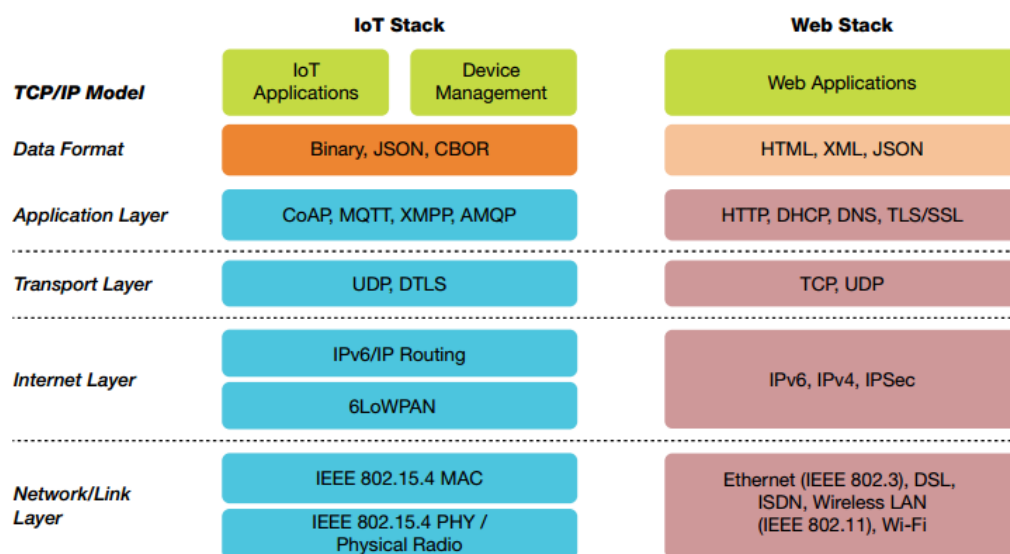 IoT Stack
Web Stack
TCP/IP Model
IoT
Applications
Device
Management
Web Applications
Data Format
Binary, JSON, CBOR
HTML, XML, JSON
Application Layer
CoAP, MQTT, XMPP, AMQP
HTTP, DHCP, DNS, TLS/SSL
Transport Layer
UDP, DTLS
TCP, UDP
Internet Layer
IPv6/IP Routing
6LoWPAN
IPv6, IPv4, IPSec
Network/Link
Layer
IEEE 802.15.4 MAC
IEEE 802.15.4 PHY /
Physical Radio
Ethernet (IEEE 802.3), DSL,
ISDN, Wireless LAN
(IEEE 802.11), Wi-Fi